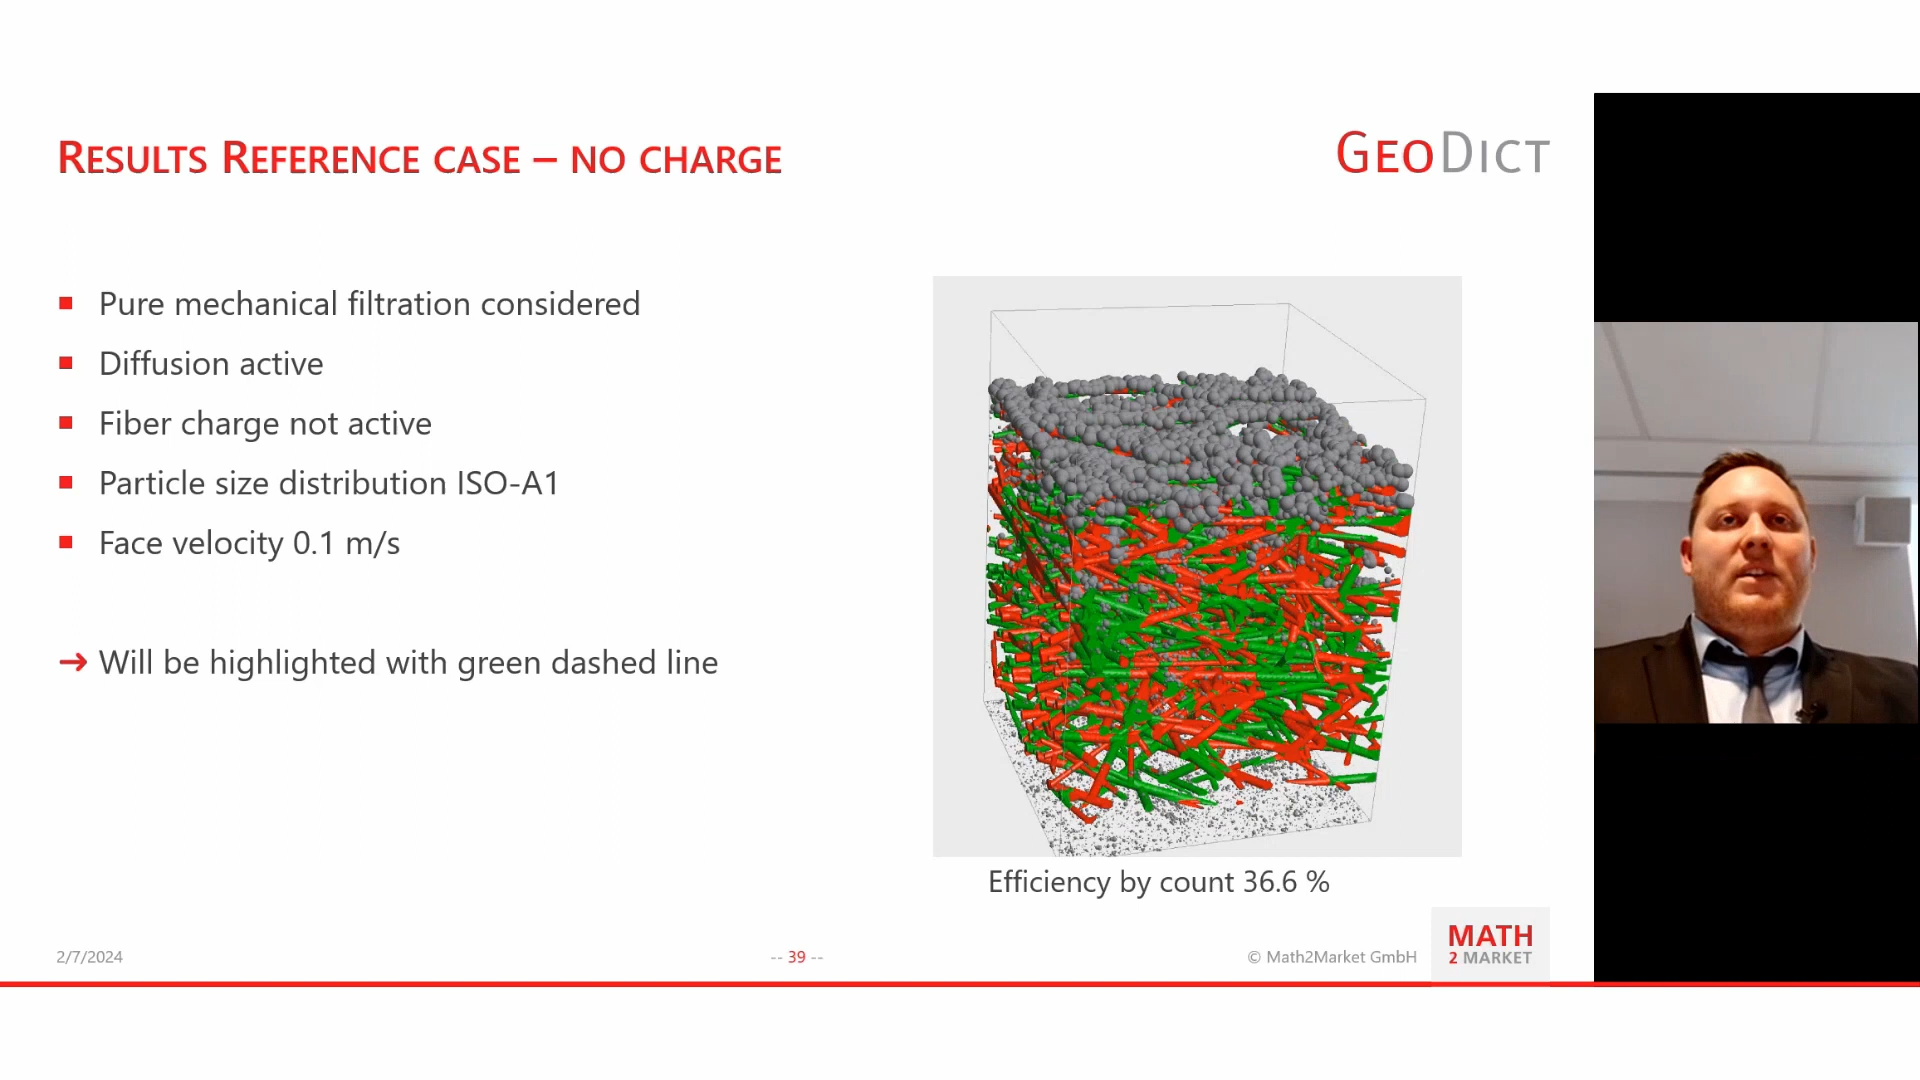 RESULTS REFERENCE CASE – NO CHARGE
GEODICT
▪ Pure mechanical filtration considered
▪ Diffusion active
▪ Fiber charge not active
▪ Particle size distribution ISO-A1
▪ Face velocity 0.1 m/s
➔ Will be highlighted with green dashed line
Efficiency by count 36.6 %
2/7/2024
-- 39 --
© Math2Market GmbH
MATH
2 MARKET